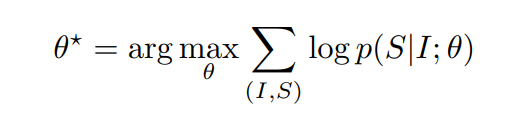 θ⋆ = arg max_θ ∑_(I,S) log p(S|I; θ)